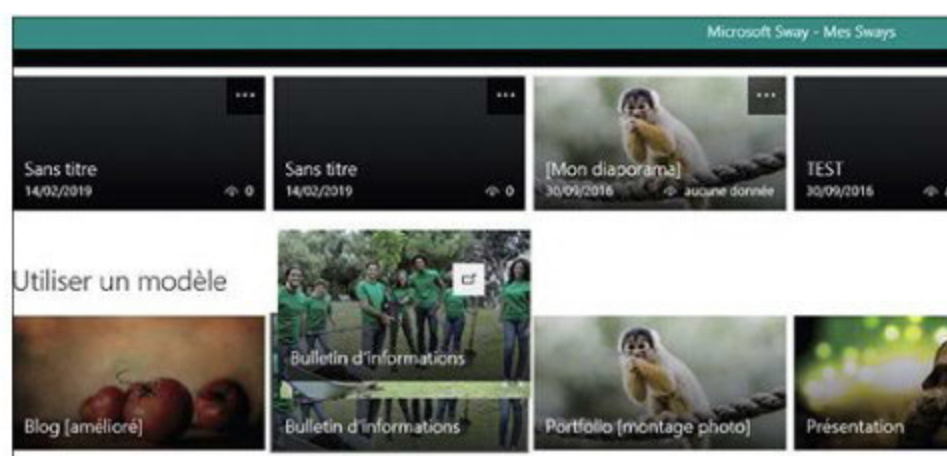 Microsoft Sway - Mes Sways
Sans titre
14/02/2019 0
Sans titre
14/02/2019 0
[Mon diaporama]
30/09/2016 aucune donnée
TEST
30/09/2016
Utiliser un modèle
Bulletin d'informations
Blog [amélioré]
Bulletin d'informations
Portfolio [montage photo]
Présentation